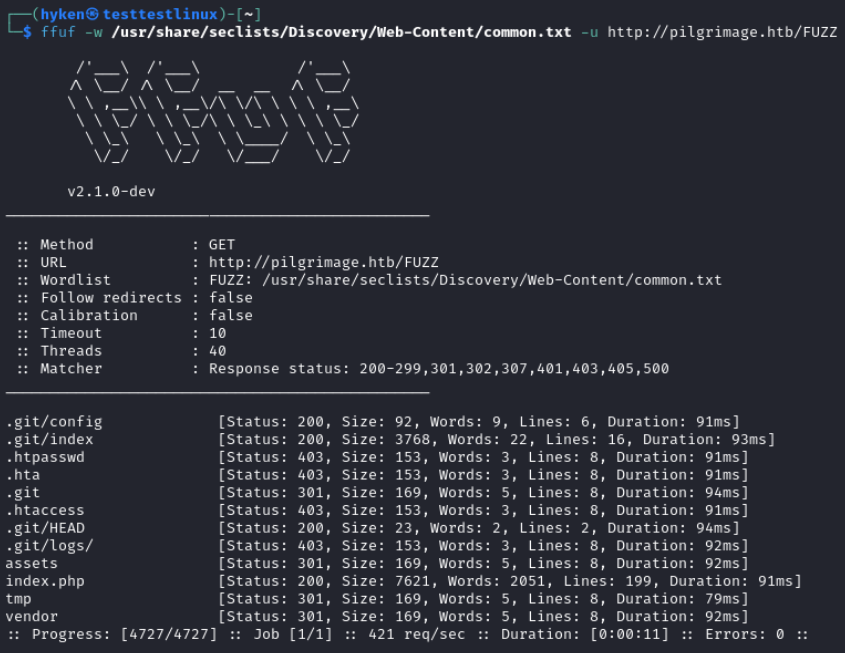 ┌──(hyken㉿testtestlinux)-[~]
└─$ ffuf -w /usr/share/seclists/Discovery/Web-Content/common.txt -u http://pilgrimage.htb/FUZZ

        /'___\  /'___\           /'___\
       /\ \__/ /\ \__/  __  __  /\ \__/
       \ \ ,__\\ \ ,__\/\ \/\ \ \ \ ,__\
        \ \ \_/ \ \ \_/\ \ \_\ \ \ \ \_/
         \ \_\   \ \_\  \ \____/  \ \_\
          \/_/    \/_/   \/___/    \/_/

       v2.1.0-dev
________________________________________________

 :: Method           : GET
 :: URL              : http://pilgrimage.htb/FUZZ
 :: Wordlist         : FUZZ: /usr/share/seclists/Discovery/Web-Content/common.txt
 :: Follow redirects : false
 :: Calibration      : false
 :: Timeout          : 10
 :: Threads          : 40
 :: Matcher          : Response status: 200-299,301,302,307,401,403,405,500
________________________________________________

.git/config             [Status: 200, Size: 92, Words: 9, Lines: 6, Duration: 91ms]
.git/index              [Status: 200, Size: 3768, Words: 22, Lines: 16, Duration: 93ms]
.htpasswd               [Status: 403, Size: 153, Words: 3, Lines: 8, Duration: 91ms]
.hta                    [Status: 403, Size: 153, Words: 3, Lines: 8, Duration: 91ms]
.git                    [Status: 301, Size: 169, Words: 5, Lines: 8, Duration: 94ms]
.htaccess               [Status: 403, Size: 153, Words: 3, Lines: 8, Duration: 91ms]
.git/HEAD               [Status: 200, Size: 23, Words: 2, Lines: 2, Duration: 94ms]
.git/logs/              [Status: 403, Size: 153, Words: 3, Lines: 8, Duration: 92ms]
assets                  [Status: 301, Size: 169, Words: 5, Lines: 8, Duration: 92ms]
index.php               [Status: 200, Size: 7621, Words: 2051, Lines: 199, Duration: 91ms]
tmp                     [Status: 301, Size: 169, Words: 5, Lines: 8, Duration: 79ms]
vendor                  [Status: 301, Size: 169, Words: 5, Lines: 8, Duration: 92ms]
:: Progress: [4727/4727] :: Job [1/1] :: 421 req/sec :: Duration: [0:00:11] :: Errors: 0 ::